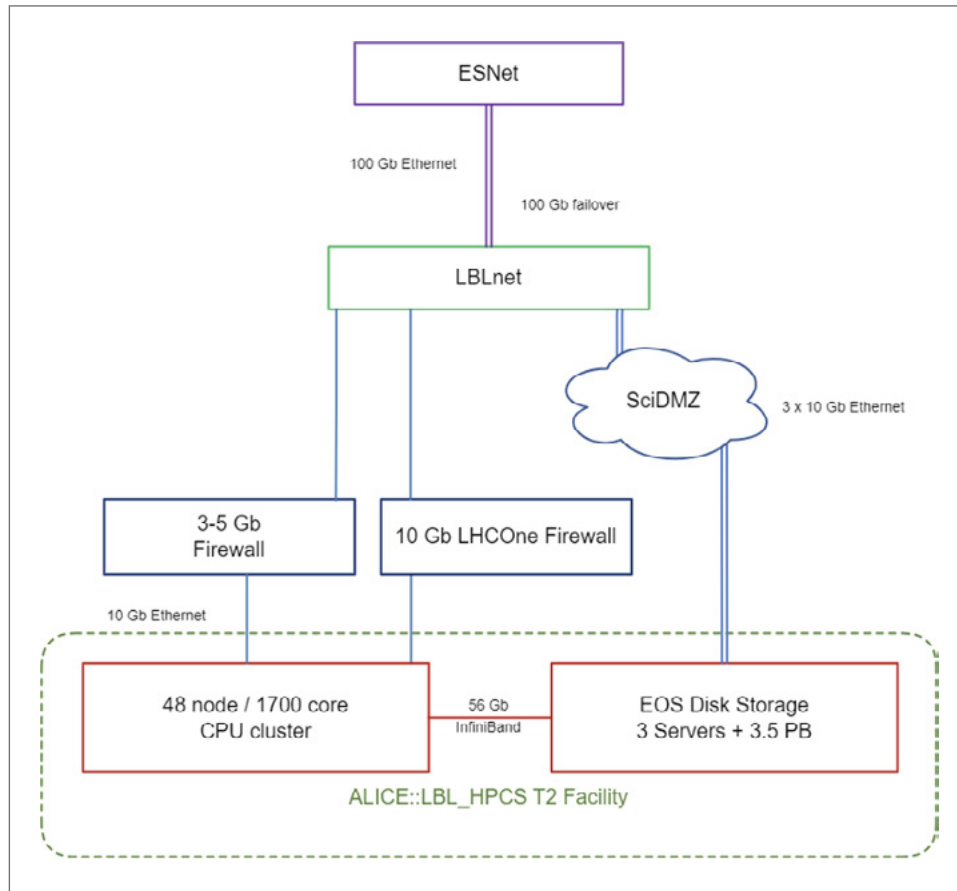 ESNet
100 Gb Ethernet
100 Gb failover
LBLnet
SciDMZ
3 x 10 Gb Ethernet
3-5 Gb
Firewall
10 Gb LHCOne Firewall
10 Gb Ethernet
48 node / 1700 core
CPU cluster
56 Gb
InfiniBand
EOS Disk Storage
3 Servers + 3.5 PB
ALICE::LBL_HPCS T2 Facility